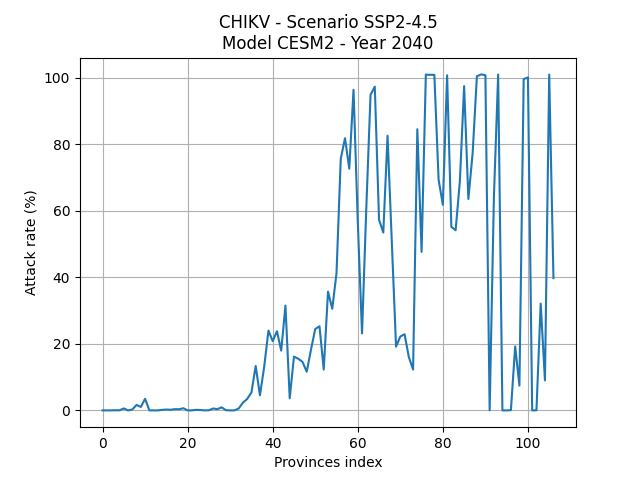 CHIKV - Scenario SSP2-4.5
Model CESM2 - Year 2040
Attack rate (%)
100
80
60
40
20
0
0 20 40 60 80 100
Provinces index